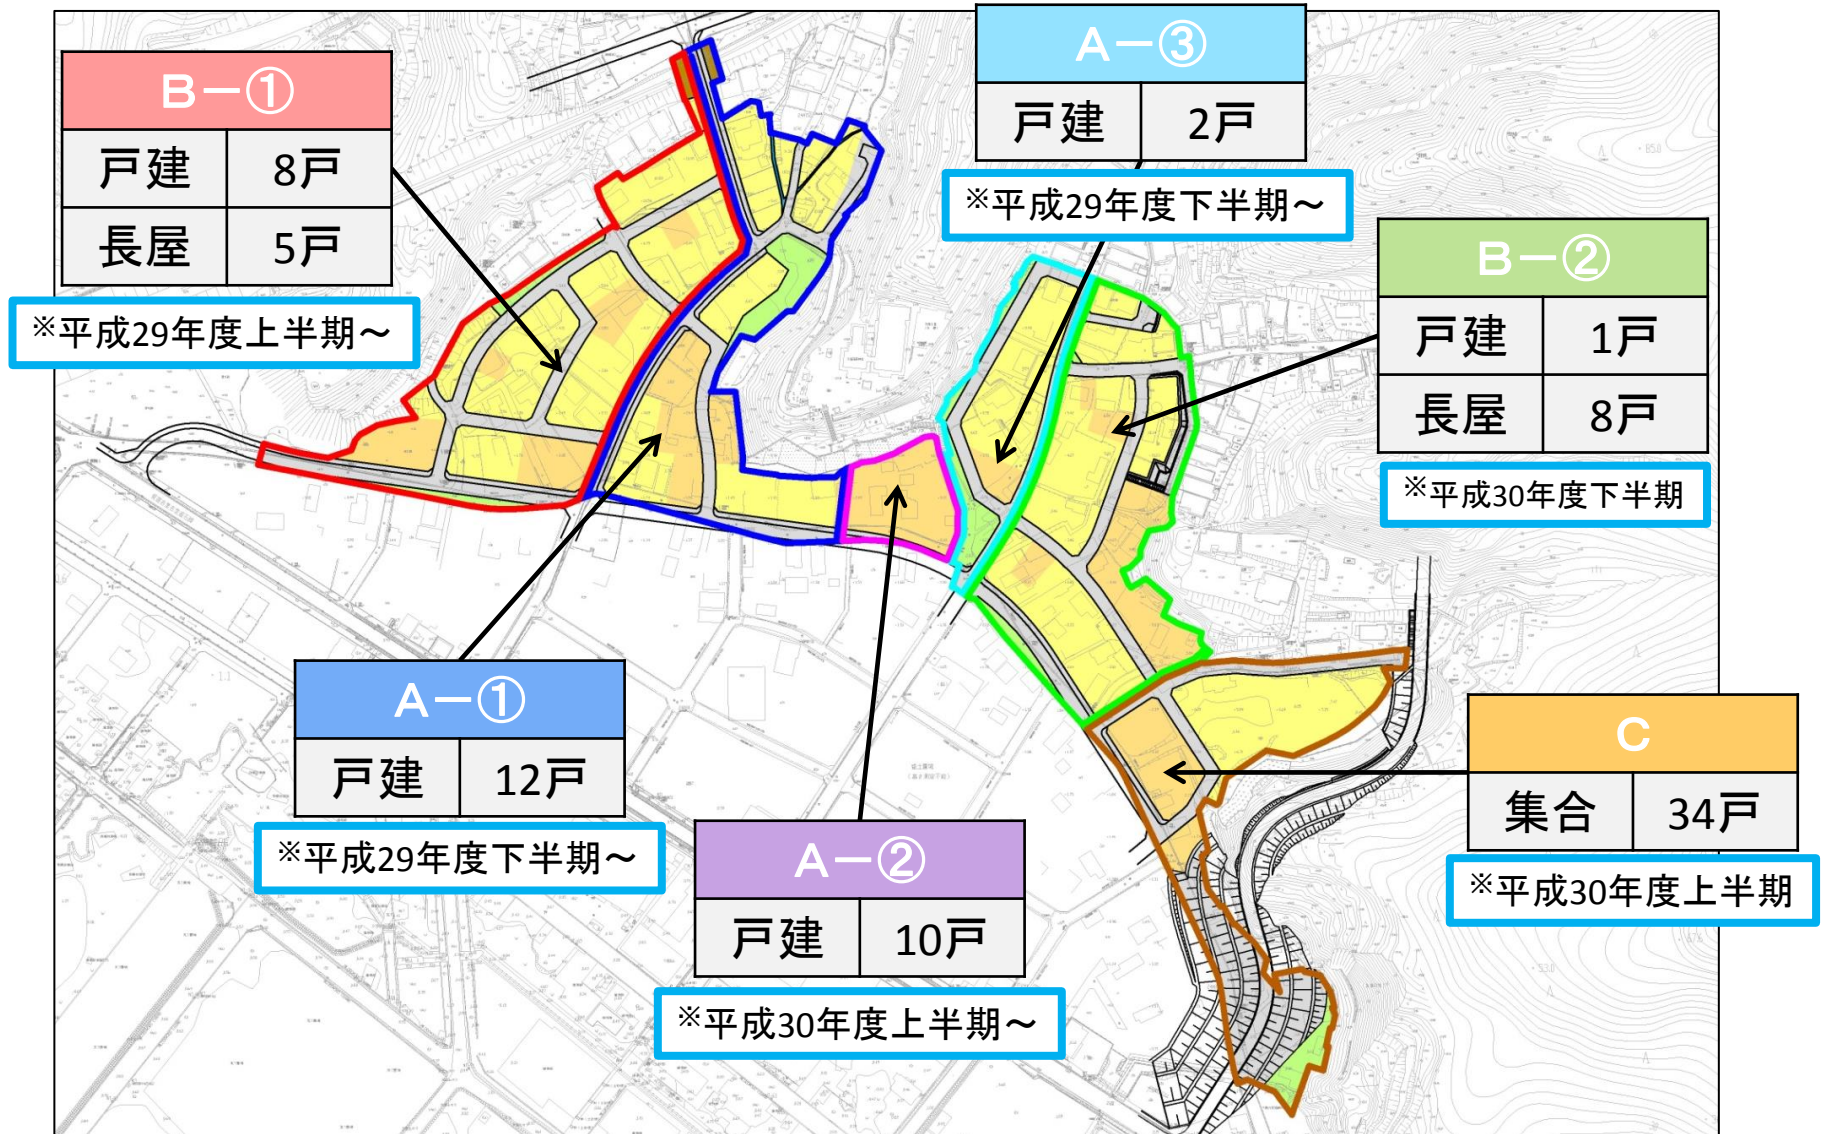 B－①
戸建 8戸
長屋 5戸
※平成29年度上半期～
A－③
戸建 2戸
※平成29年度下半期～
B－②
戸建 1戸
長屋 8戸
※平成30年度下半期
A－①
戸建 12戸
※平成29年度下半期～
A－②
戸建 10戸
※平成30年度上半期～
C
集合 34戸
※平成30年度上半期